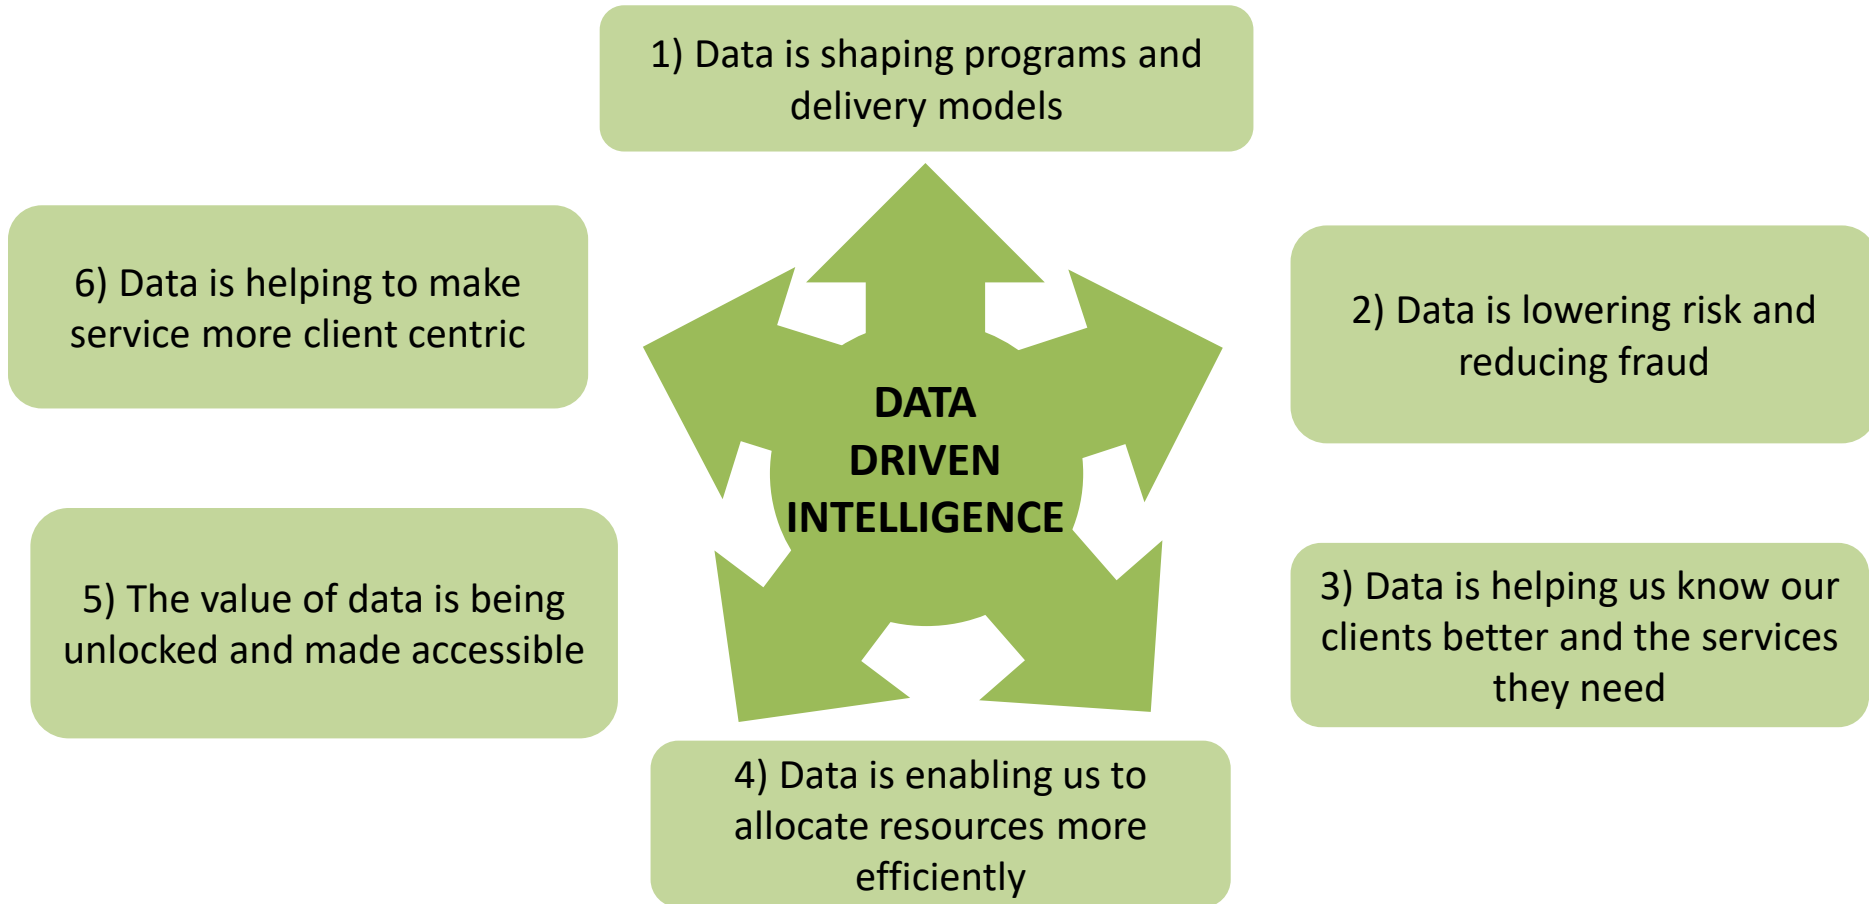 1) Data is shaping programs and
delivery models
6) Data is helping to make
service more client centric
2) Data is lowering risk and
reducing fraud
DATA
DRIVEN
INTELLIGENCE
5) The value of data is being
unlocked and made accessible
3) Data is helping us know our
clients better and the services
they need
4) Data is enabling us to
allocate resources more
efficiently